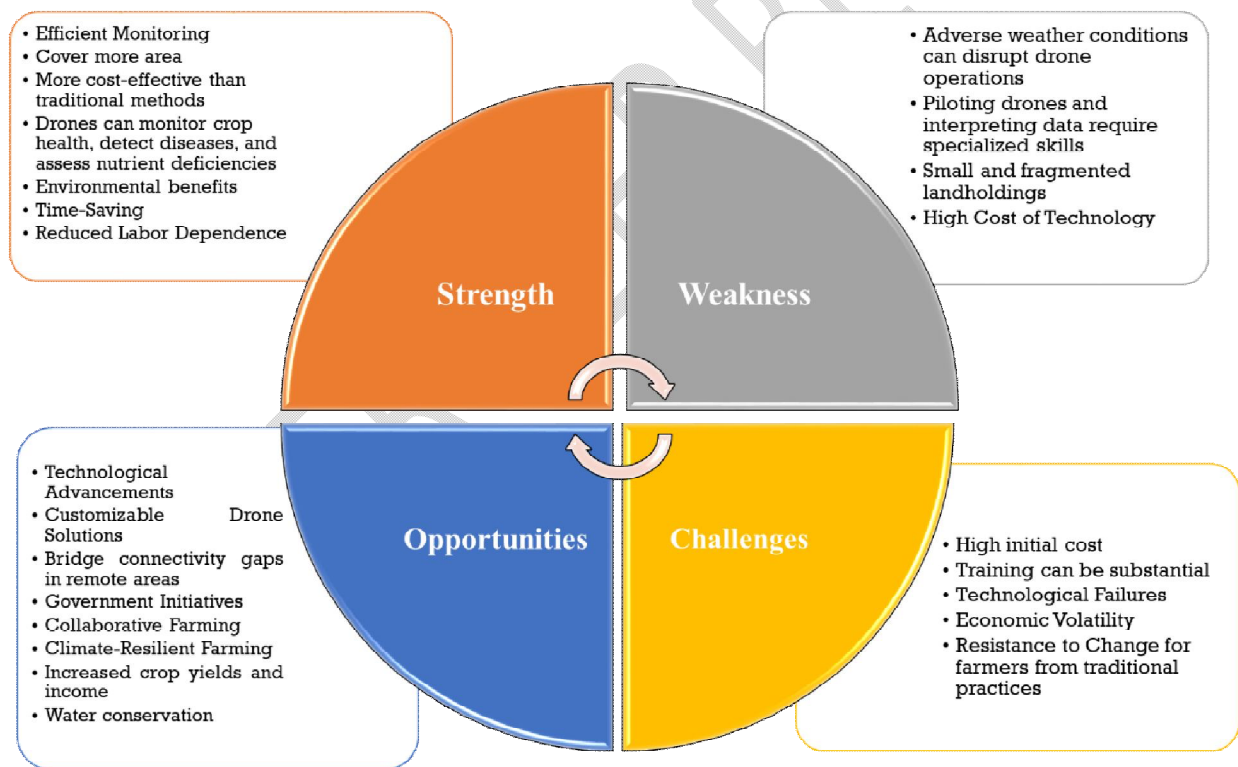 • Efficient Monitoring
• Cover more area
• More cost-effective than
traditional methods
• Drones can monitor crop
health, detect diseases, and
assess nutrient deficiencies
• Environmental benefits
• Time-Saving
• Reduced Labor Dependence
• Adverse weather conditions
can disrupt drone
operations
• Piloting drones and
interpreting data require
specialized skills
• Small and fragmented
landholdings
• High Cost of Technology
Strength
Weakness
Opportunities
Challenges
• Technological
Advancements
• Customizable Drone
Solutions
• Bridge connectivity gaps
in remote areas
• Government Initiatives
• Collaborative Farming
• Climate-Resilient Farming
• Increased crop yields and
income
• Water conservation
• High initial cost
• Training can be substantial
• Technological Failures
• Economic Volatility
• Resistance to Change for
farmers from traditional
practices